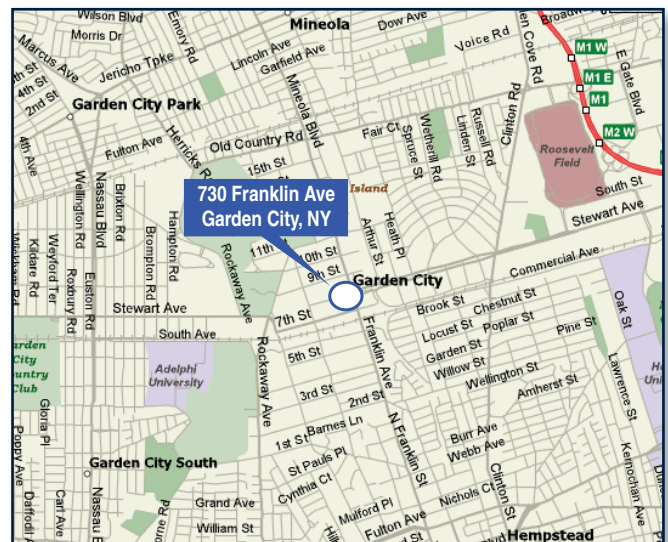 Wilson Blvd
Morris Dr
Emory Rd
Mineola
Dow Ave
Broadway
Marcus Ave
Jericho Tpke
Lincoln Ave
Garfield Ave
Voice Rd
Glen Cove Rd
M1 W
E Gate Blvd
4th St
2nd St
M1 E
M1
Garden City Park
Mineola Blvd
Clinton Rd
M2 W
4th Ave
Fulton Ave
Herricks Rd
Old Country Rd
Fair Ct
Spruce St
Wetherill Rd
Linden St
Russell Rd
Roosevelt
Field
15th St
South St
730 Franklin Ave
Garden City, NY
Island
Stewart Ave
Wellington Rd
Nassau Blvd
Brixton Rd
Brompton Rd
Hampton Rd
Rockaway Ave
11th St
10th St
9th St
Arthur St
Heath Pl
Commercial Ave
Kildare Rd
Weyford Ter
Roxbury Rd
Euston Rd
Garden City
Stewart Ave
7th St
Brook St
Chestnut St
Oak St
South Ave
Locust St
Poplar St
Pine St
Garden St
Willow St
5th St
Franklin Ave
City
Club
Adelphi
University
Rockaway Ave
Wellington St
Amherst St
Lawrence St
3rd St
2nd St
Barnes Ln
1st St
N Franklin St
Gloria Pl
Poppy Ave
Garden City South
St Pauls Pl
Cynthia Ct
Burr Ave
Webb Ave
Clinton St
Kernochan Ave
Nichols Ct
Mulford Pl
Fulton Ave
Carl Ave
Grand Ave
William St
Hempstead